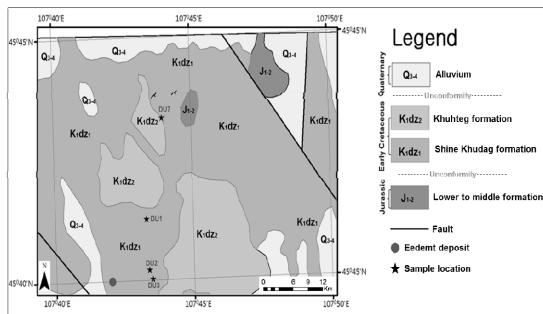 107°40'E 107°45'E 107°50'E
45°45'N 45°45'N
Q3-4 Q3-4 Q3-4
K1dz1 J1-2
Q3-4
DU7
K1dz2 J1-2
K1dz1 K1dz1
K1dz2
Q3-4
DU1
K1dz1 K1dz2 K1dz1
Q3-4
DU2
DU3
45°40'N 45°45'N
N
0 3 6 9 12
Km
107°40'E 107°45'E 107°50'E
Legend
Quaternary
Q3-4 Alluvium
Unconformity
Early Cretaceous
K1dz2 Khuhteg formation
K1dz1 Shine Khudag formation
Unconformity
Jurassic
J1-2 Lower to middle formation
Fault
Eedemt deposit
Sample location